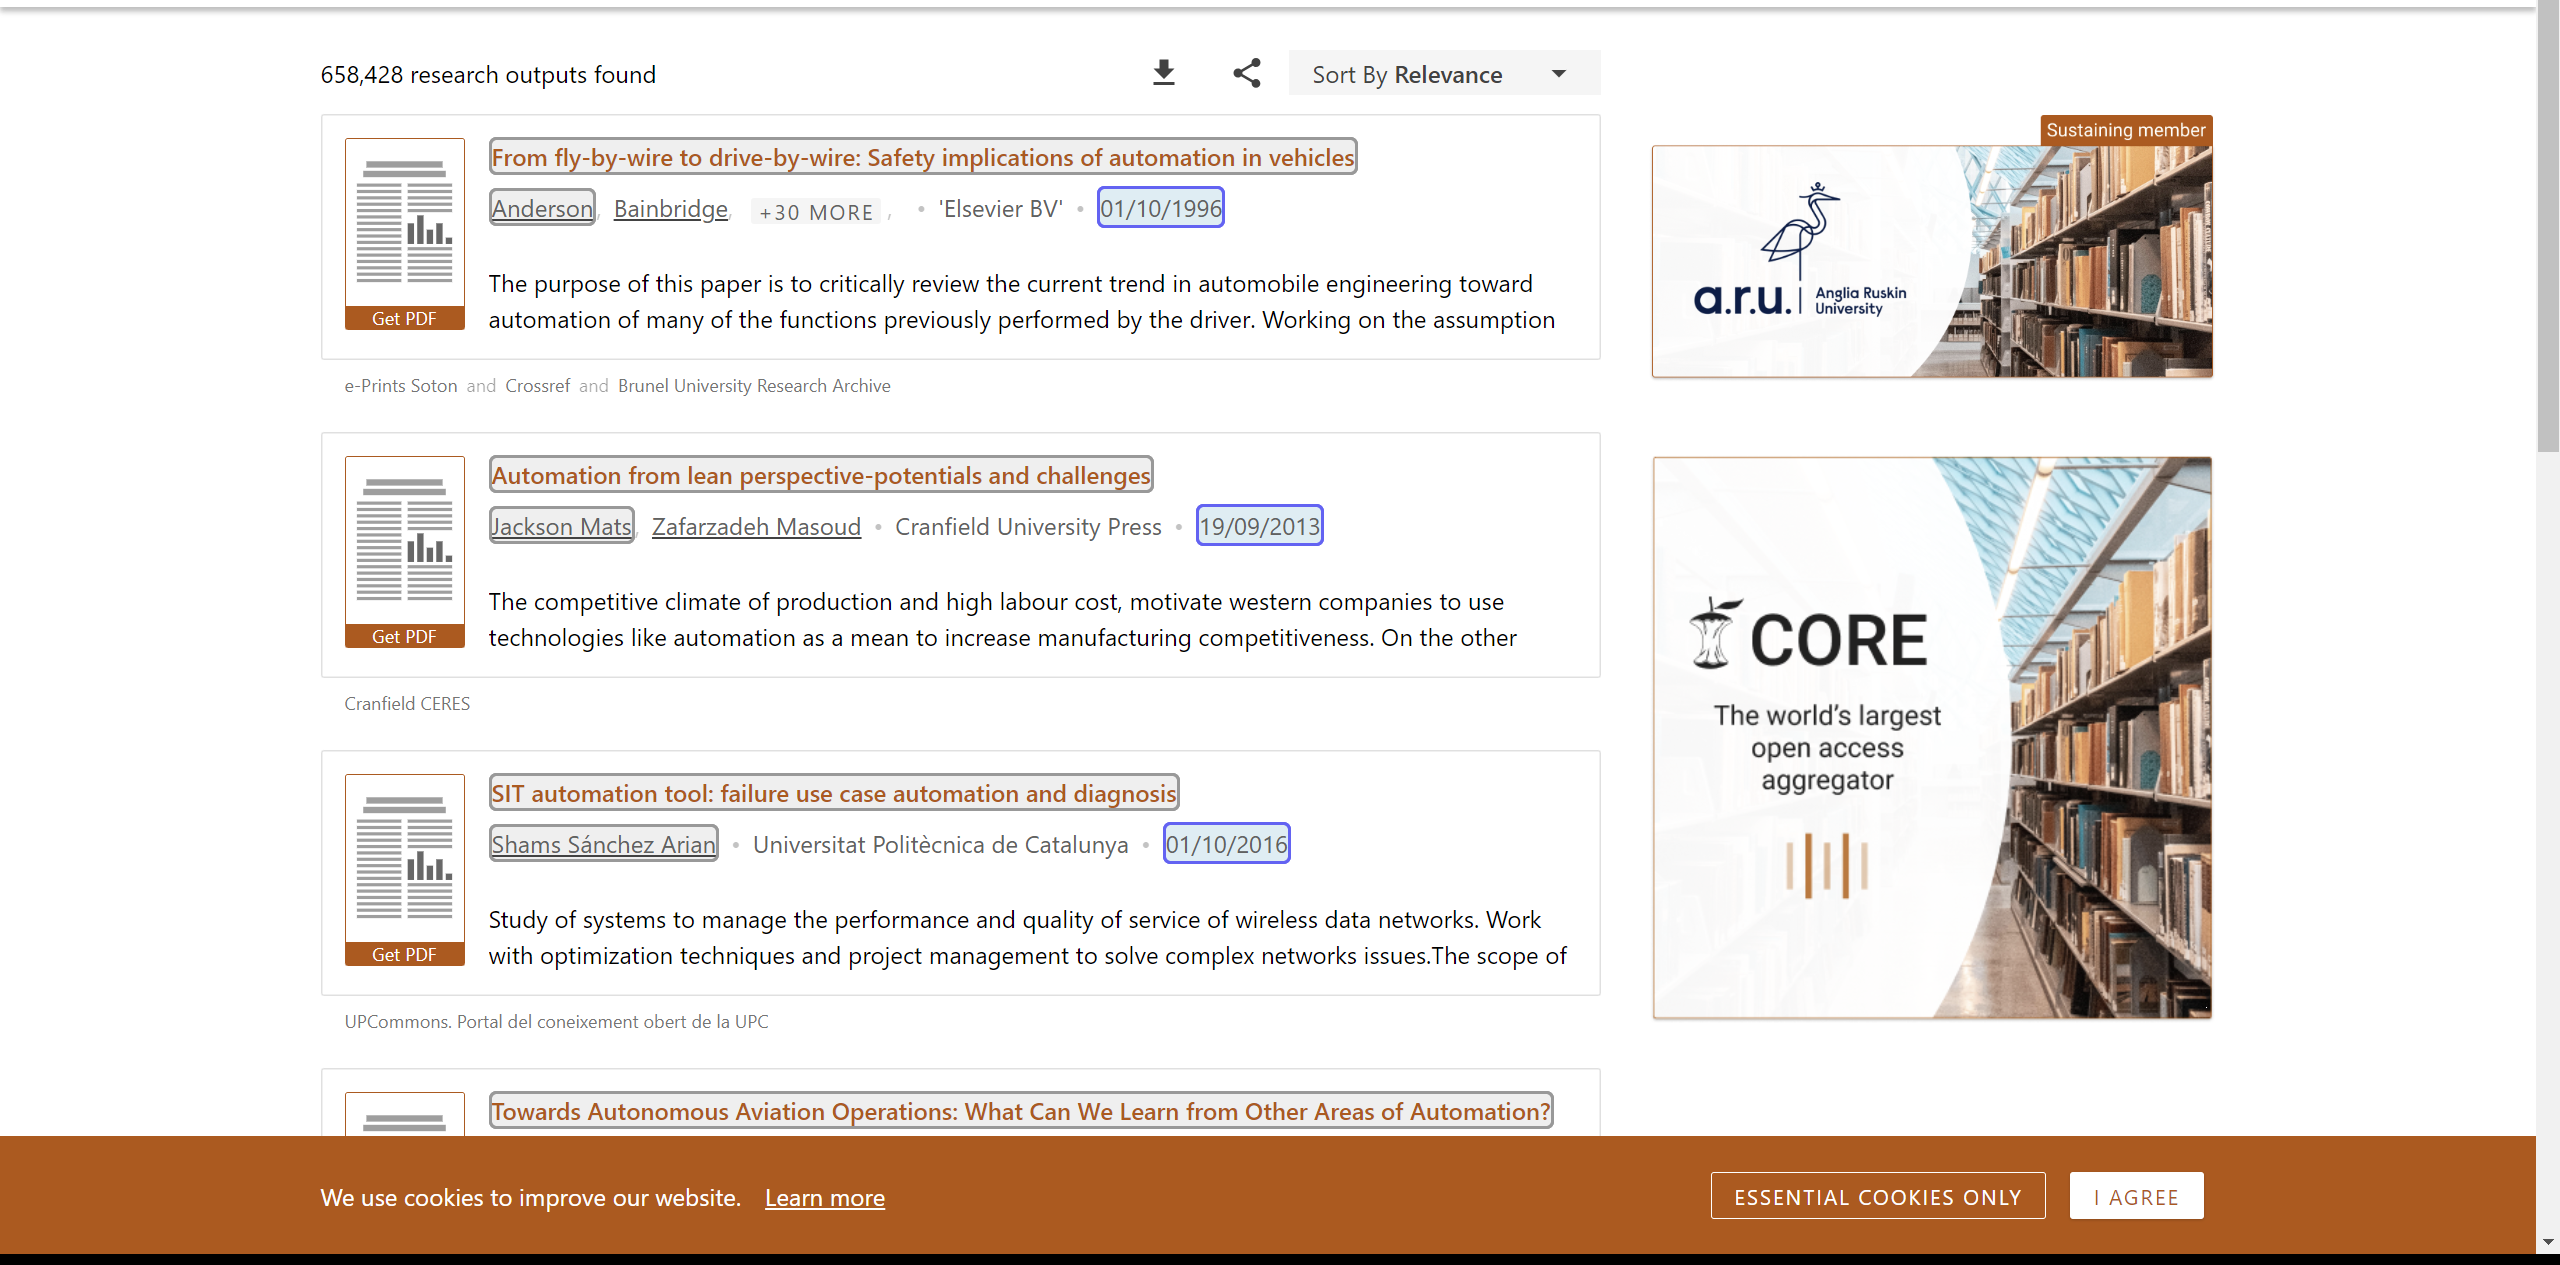 658,428 research outputs found
Sort By Relevance
From fly-by-wire to drive-by-wire: Safety implications of automation in vehicles
Anderson, Bainbridge, +30 MORE , • 'Elsevier BV' • 01/10/1996
The purpose of this paper is to critically review the current trend in automobile engineering toward
automation of many of the functions previously performed by the driver. Working on the assumption
Get PDF
e-Prints Soton and Crossref and Brunel University Research Archive
Automation from lean perspective-potentials and challenges
Jackson Mats, Zafarzadeh Masoud • Cranfield University Press • 19/09/2013
The competitive climate of production and high labour cost, motivate western companies to use
technologies like automation as a mean to increase manufacturing competitiveness. On the other
Get PDF
Cranfield CERES
SIT automation tool: failure use case automation and diagnosis
Shams Sánchez Arian • Universitat Politècnica de Catalunya • 01/10/2016
Study of systems to manage the performance and quality of service of wireless data networks. Work
with optimization techniques and project management to solve complex networks issues.The scope of
Get PDF
UPCommons. Portal del coneixement obert de la UPC
Towards Autonomous Aviation Operations: What Can We Learn from Other Areas of Automation?
Sustaining member
a.r.u. Anglia Ruskin
University
CORE
The world's largest
open access
aggregator
We use cookies to improve our website. Learn more
ESSENTIAL COOKIES ONLY
I AGREE